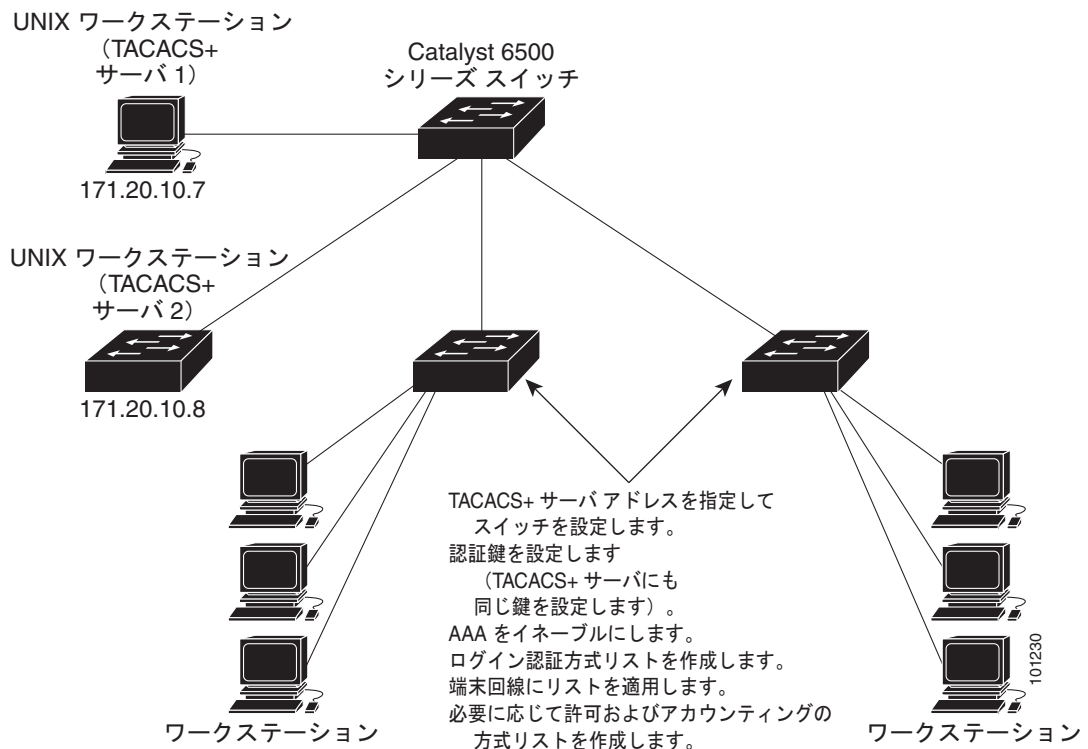 UNIX ワークステーション
（TACACS+
サーバ 1）
171.20.10.7
Catalyst 6500
シリーズ スイッチ
UNIX ワークステーション
（TACACS+
サーバ 2）
171.20.10.8
TACACS+ サーバ アドレスを指定して
スイッチを設定します。
認証鍵を設定します
（TACACS+ サーバにも
同じ鍵を設定します）。
AAA をイネーブルにします。
ログイン認証方式リストを作成します。
端末回線にリストを適用します。
必要に応じて許可およびアカウンティングの
方式リストを作成します。
ワークステーション
ワークステーション
101230